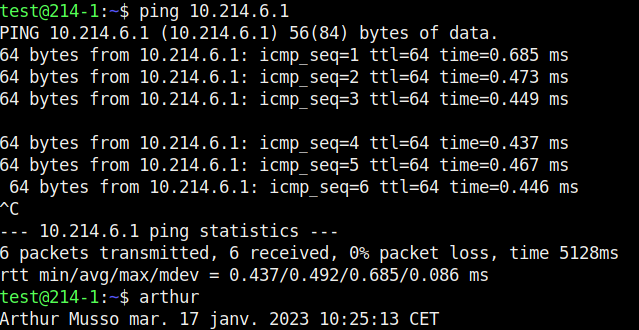 test@214-1:~$ ping 10.214.6.1
PING 10.214.6.1 (10.214.6.1) 56(84) bytes of data.
64 bytes from 10.214.6.1: icmp_seq=1 ttl=64 time=0.685 ms
64 bytes from 10.214.6.1: icmp_seq=2 ttl=64 time=0.473 ms
64 bytes from 10.214.6.1: icmp_seq=3 ttl=64 time=0.449 ms

64 bytes from 10.214.6.1: icmp_seq=4 ttl=64 time=0.437 ms
64 bytes from 10.214.6.1: icmp_seq=5 ttl=64 time=0.467 ms
 64 bytes from 10.214.6.1: icmp_seq=6 ttl=64 time=0.446 ms
^C
--- 10.214.6.1 ping statistics ---
6 packets transmitted, 6 received, 0% packet loss, time 5128ms
rtt min/avg/max/mdev = 0.437/0.492/0.685/0.086 ms
test@214-1:~$ arthur
Arthur Musso mar. 17 janv. 2023 10:25:13 CET